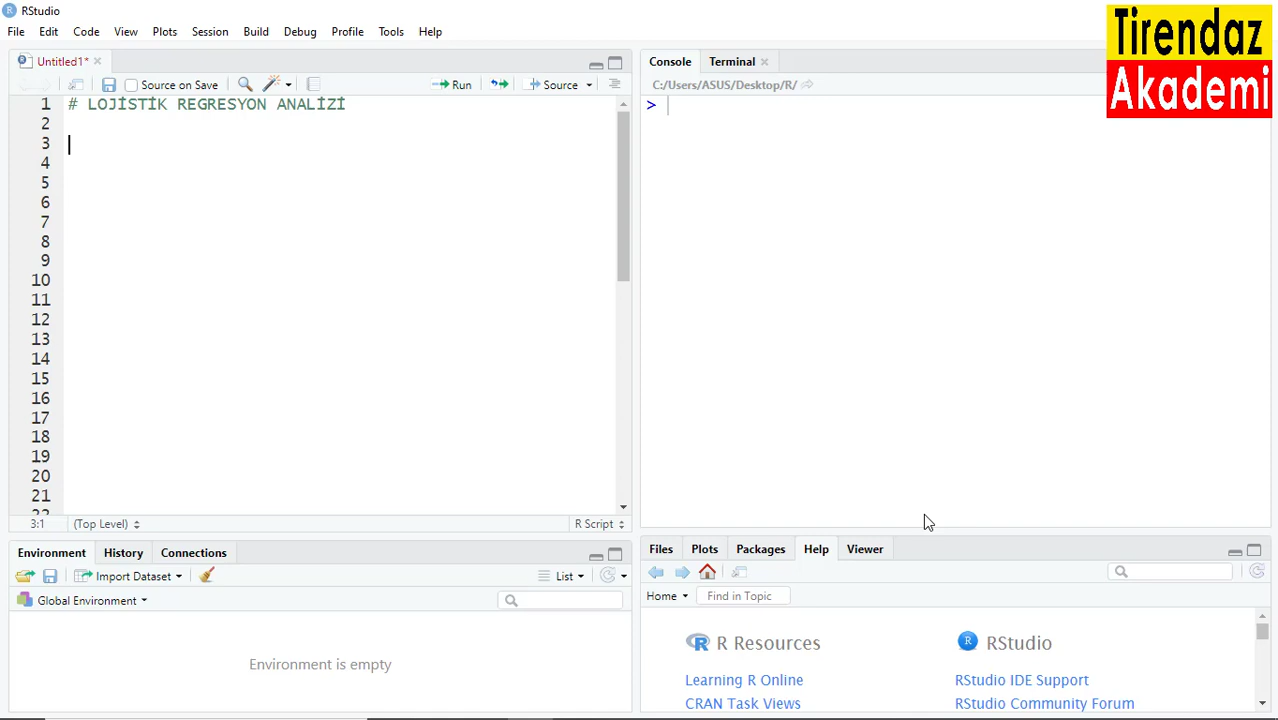 RStudio
File Edit Code View Plots Session Build Debug Profile Tools Help
Tirendaz
Akademi
Untitled1*
Source on Save
Run
Source
1 # LOJİSTİK REGRESYON ANALİZİ
2
3
4
5
6
7
8
9
10
11
12
13
14
15
16
17
18
19
20
21
3:1 (Top Level) R Script
Console Terminal
C:/Users/ASUS/Desktop/R/
>
Environment History Connections
Import Dataset List
Global Environment
Environment is empty
Files Plots Packages Help Viewer
Home Find in Topic
R Resources
Learning R Online
CRAN Task Views
RStudio
RStudio IDE Support
RStudio Community Forum